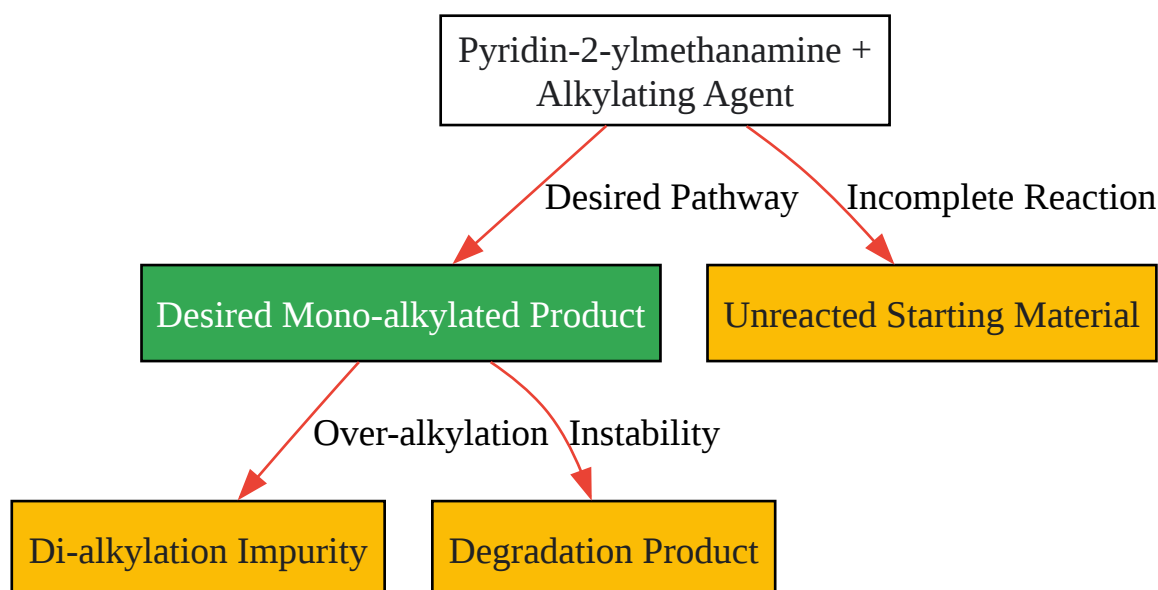 Pyridin-2-ylmethanamine +
Alkylating Agent
Desired Pathway
Incomplete Reaction
Desired Mono-alkylated Product
Unreacted Starting Material
Over-alkylation
Instability
Di-alkylation Impurity
Degradation Product